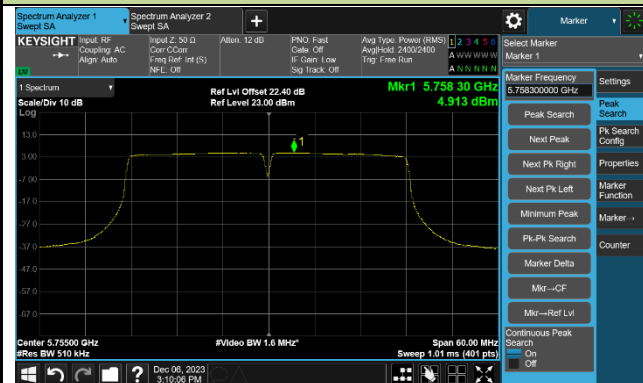 Spectrum Analyzer 1
Swept SA
Spectrum Analyzer 2
Swept SA
+
Marker
KEYSIGHT
Input: RF
Coupling: AC
Align: Auto
Input Z: 50 Ω
Corr CCorr
Freq Ref: Int (S)
NFE: Off
Atten: 12 dB
PNO: Fast
Gate: Off
IF Gain: Low
Sig Track: Off
Avg Type: Power (RMS)
Avg|Hold: 2400/2400
Trig: Free Run
1 2 3 4 5 6
A W W W W W
A N N N N N
LXI
Select Marker
Marker 1
1 Spectrum
Scale/Div 10 dB
Log
Ref Lvl Offset 22.40 dB
Ref Level 23.00 dBm
Mkr1 5.758 30 GHz
4.913 dBm
1
13.0
3.00
-7.00
-17.0
-27.0
-37.0
-47.0
-57.0
-67.0
Center 5.75500 GHz
#Res BW 510 kHz
#Video BW 1.6 MHz*
Span 60.00 MHz
Sweep 1.01 ms (401 pts)
Marker Frequency
5.758300000 GHz
Peak Search
Next Peak
Next Pk Right
Next Pk Left
Minimum Peak
Pk-Pk Search
Marker Delta
Mkr→CF
Mkr→Ref Lvl
Continuous Peak
Search
On
Off
Settings
Peak
Search
Pk Search
Config
Properties
Marker
Function
Marker→
Counter
?
Dec 06, 2023
3:10:06 PM